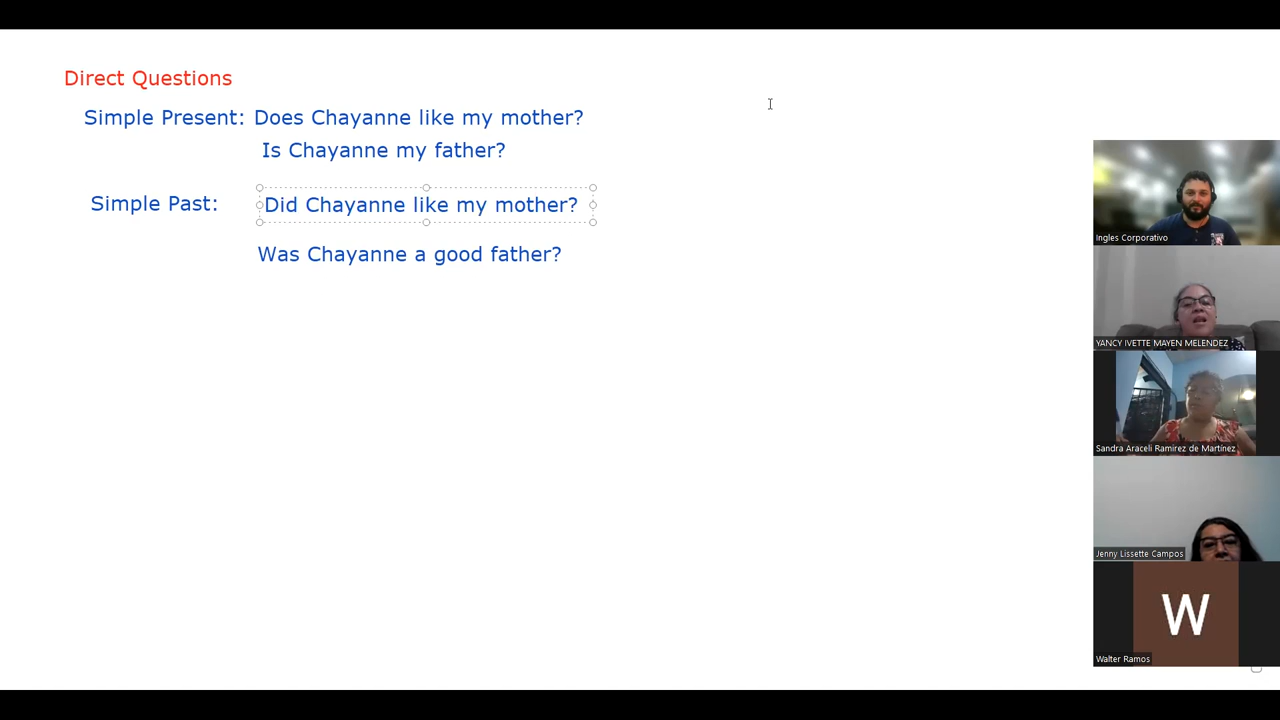 Direct Questions
Simple Present: Does Chayanne like my mother?
Is Chayanne my father?
Simple Past: Did Chayanne like my mother?
Was Chayanne a good father?
Ingles Corporativo
YANCY IVETTE MAYEN MELENDEZ
Sandra Araceli Ramirez de Martínez
Jenny Lissette Campos
W
Walter Ramos